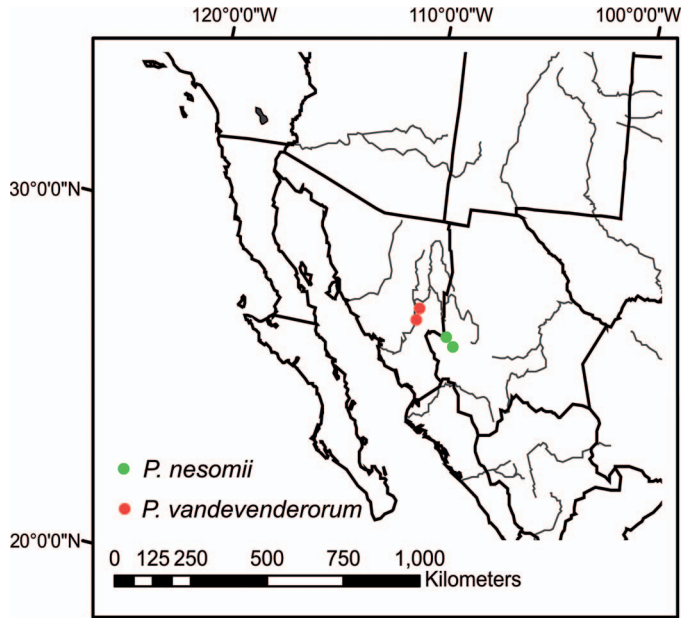 120°0'0"W 110°0'0"W 100°0'0"W
30°0'0"N
P. nesomii
P. vandevenderorum
20°0'0"N
0 125 250 500 750 1,000
Kilometers